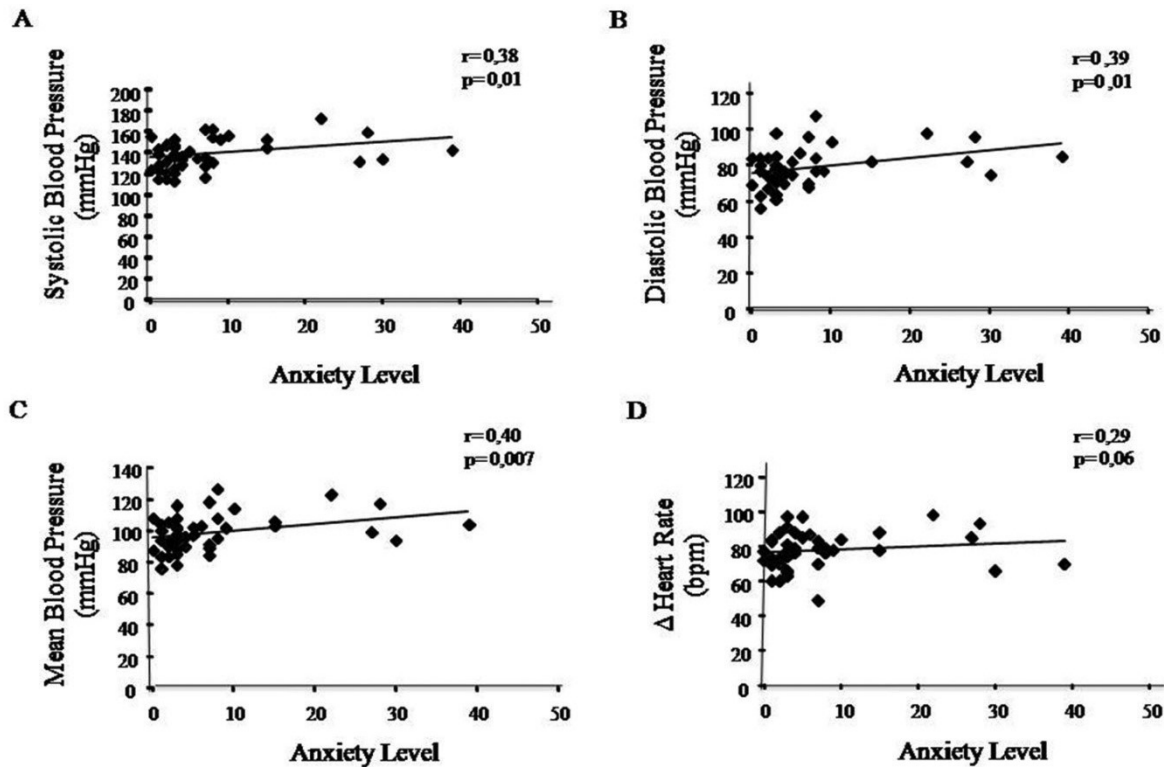 A
r=0,38
p=0,01
Systolic Blood Pressure
(mmHg)
200
180
160
140
120
100
80
60
40
20
0
0 10 20 30 40 50
Anxiety Level
B
r=0,39
p=0,01
Diastolic Blood Pressure
(mmHg)
120
100
80
60
40
20
0
0 10 20 30 40 50
Anxiety Level
C
r=0,40
p=0,007
Mean Blood Pressure
(mmHg)
140
120
100
80
60
40
20
0
0 10 20 30 40 50
Anxiety Level
D
r=0,29
p=0,06
Δ Heart Rate
(bpm)
120
100
80
60
40
20
0
0 10 20 30 40 50
Anxiety Level